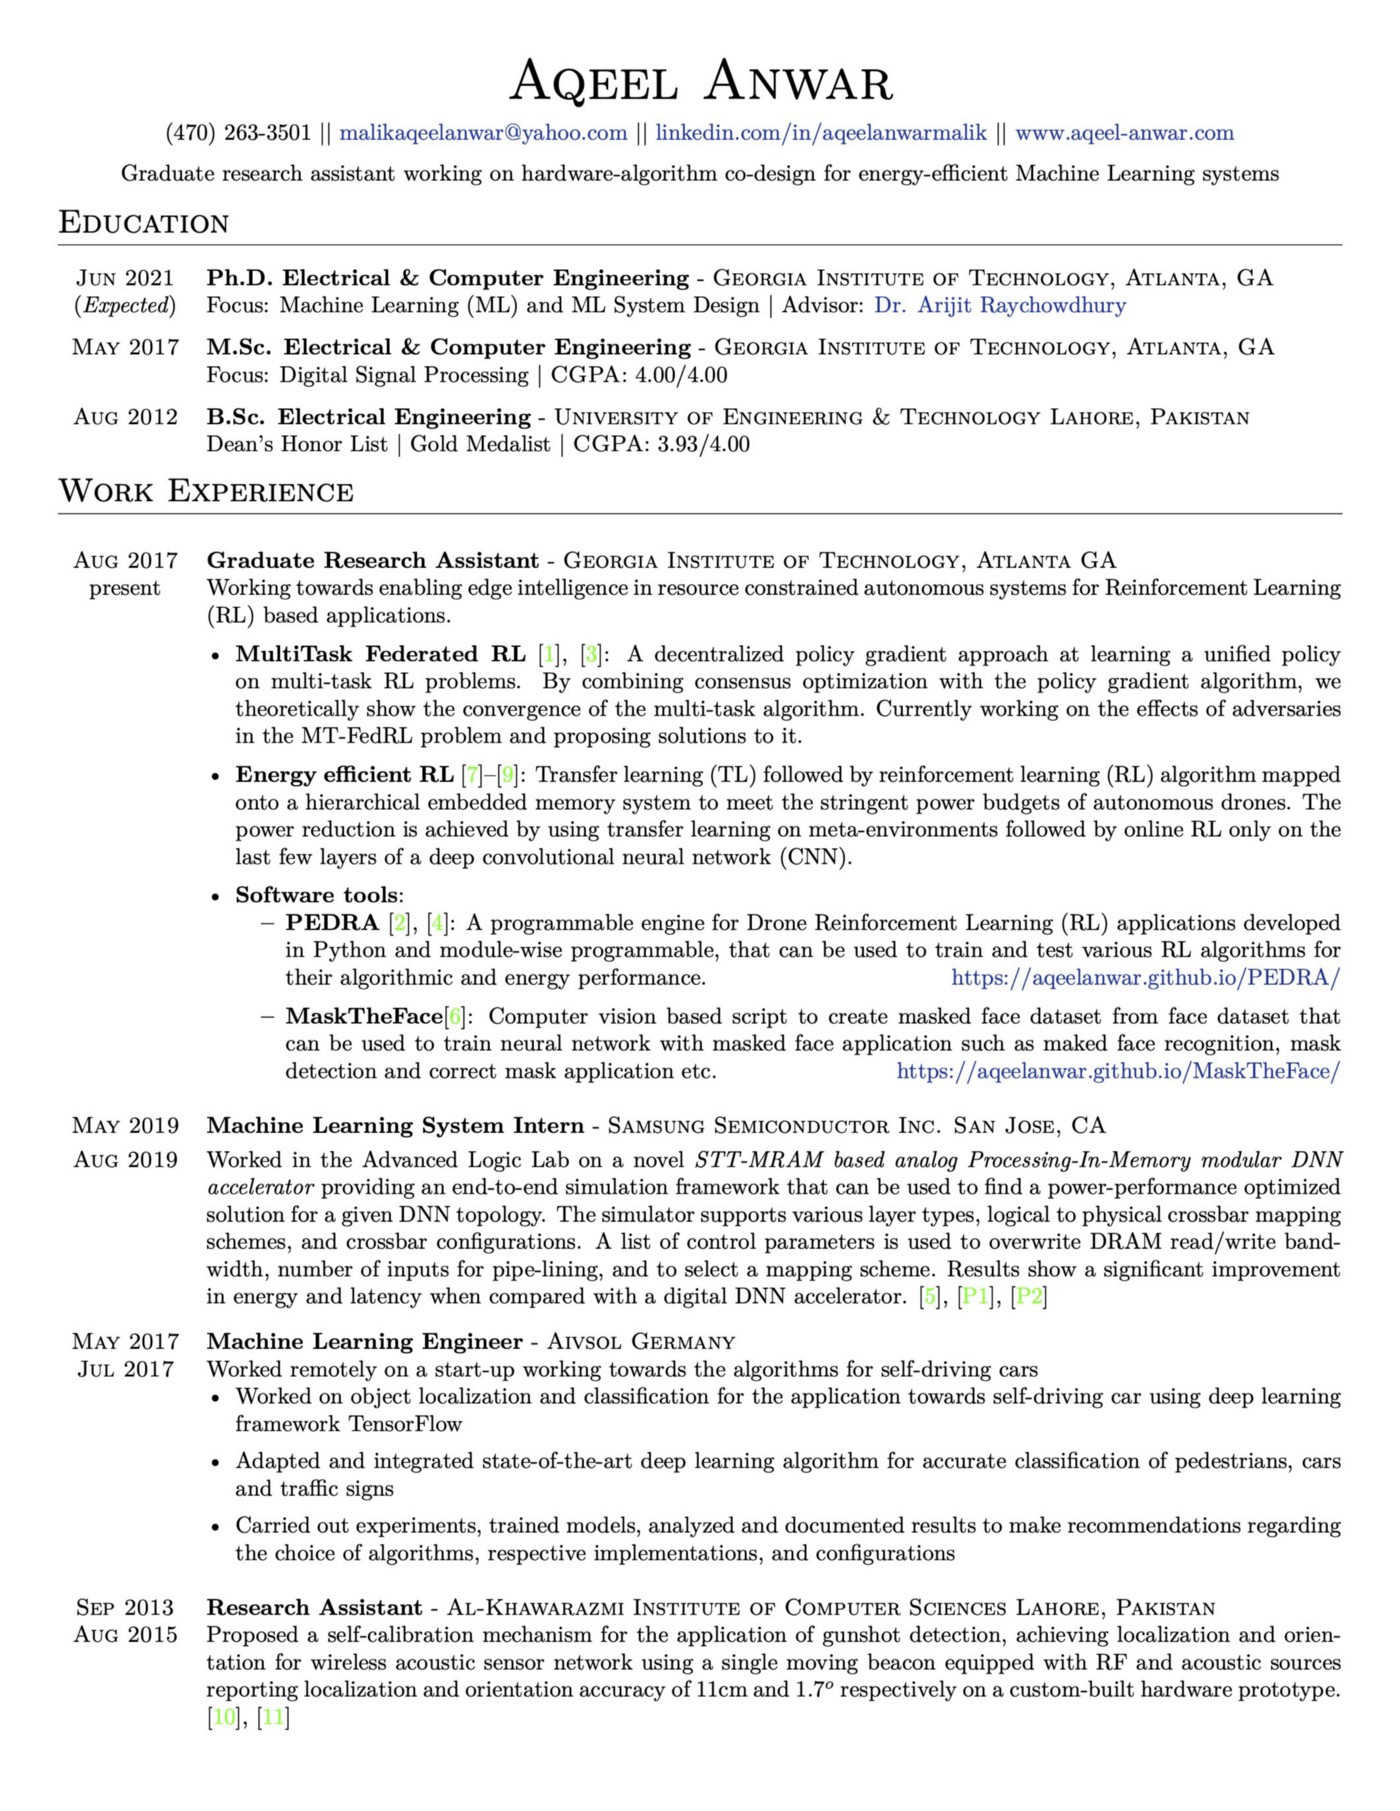 Aqeel Anwar
(470) 263-3501 || malikaqeelanwar@yahoo.com || linkedin.com/in/aqeelanwarmalik || www.aqeel-anwar.com
Graduate research assistant working on hardware-algorithm co-design for energy-efficient Machine Learning systems
Education
Jun 2021 Ph.D. Electrical & Computer Engineering - Georgia Institute of Technology, Atlanta, GA
(Expected) Focus: Machine Learning (ML) and ML System Design | Advisor: Dr. Arijit Raychowdhury
May 2017 M.Sc. Electrical & Computer Engineering - Georgia Institute of Technology, Atlanta, GA
Focus: Digital Signal Processing | CGPA: 4.00/4.00
Aug 2012 B.Sc. Electrical Engineering - University of Engineering & Technology Lahore, Pakistan
Dean's Honor List | Gold Medalist | CGPA: 3.93/4.00
Work Experience
Aug 2017 Graduate Research Assistant - Georgia Institute of Technology, Atlanta GA
present Working towards enabling edge intelligence in resource constrained autonomous systems for Reinforcement Learning
(RL) based applications.
• MultiTask Federated RL [1], [3]: A decentralized policy gradient approach at learning a unified policy
on multi-task RL problems. By combining consensus optimization with the policy gradient algorithm, we
theoretically show the convergence of the multi-task algorithm. Currently working on the effects of adversaries
in the MT-FedRL problem and proposing solutions to it.
• Energy efficient RL [7]–[9]: Transfer learning (TL) followed by reinforcement learning (RL) algorithm mapped
onto a hierarchical embedded memory system to meet the stringent power budgets of autonomous drones. The
power reduction is achieved by using transfer learning on meta-environments followed by online RL only on the
last few layers of a deep convolutional neural network (CNN).
• Software tools:
– PEDRA [2], [4]: A programmable engine for Drone Reinforcement Learning (RL) applications developed
in Python and module-wise programmable, that can be used to train and test various RL algorithms for
their algorithmic and energy performance. https://aqeelanwar.github.io/PEDRA/
– MaskTheFace[6]: Computer vision based script to create masked face dataset from face dataset that
can be used to train neural network with masked face application such as maked face recognition, mask
detection and correct mask application etc. https://aqeelanwar.github.io/MaskTheFace/
May 2019 Machine Learning System Intern - Samsung Semiconductor Inc. San Jose, CA
Aug 2019 Worked in the Advanced Logic Lab on a novel STT-MRAM based analog Processing-In-Memory modular DNN
accelerator providing an end-to-end simulation framework that can be used to find a power-performance optimized
solution for a given DNN topology. The simulator supports various layer types, logical to physical crossbar mapping
schemes, and crossbar configurations. A list of control parameters is used to overwrite DRAM read/write band-
width, number of inputs for pipe-lining, and to select a mapping scheme. Results show a significant improvement
in energy and latency when compared with a digital DNN accelerator. [5], [P1], [P2]
May 2017 Machine Learning Engineer - Aivsol Germany
Jul 2017 Worked remotely on a start-up working towards the algorithms for self-driving cars
• Worked on object localization and classification for the application towards self-driving car using deep learning
framework TensorFlow
• Adapted and integrated state-of-the-art deep learning algorithm for accurate classification of pedestrians, cars
and traffic signs
• Carried out experiments, trained models, analyzed and documented results to make recommendations regarding
the choice of algorithms, respective implementations, and configurations
Sep 2013 Research Assistant - Al-Khawarazmi Institute of Computer Sciences Lahore, Pakistan
Aug 2015 Proposed a self-calibration mechanism for the application of gunshot detection, achieving localization and orien-
tation for wireless acoustic sensor network using a single moving beacon equipped with RF and acoustic sources
reporting localization and orientation accuracy of 11cm and 1.7º respectively on a custom-built hardware prototype.
[10], [11]